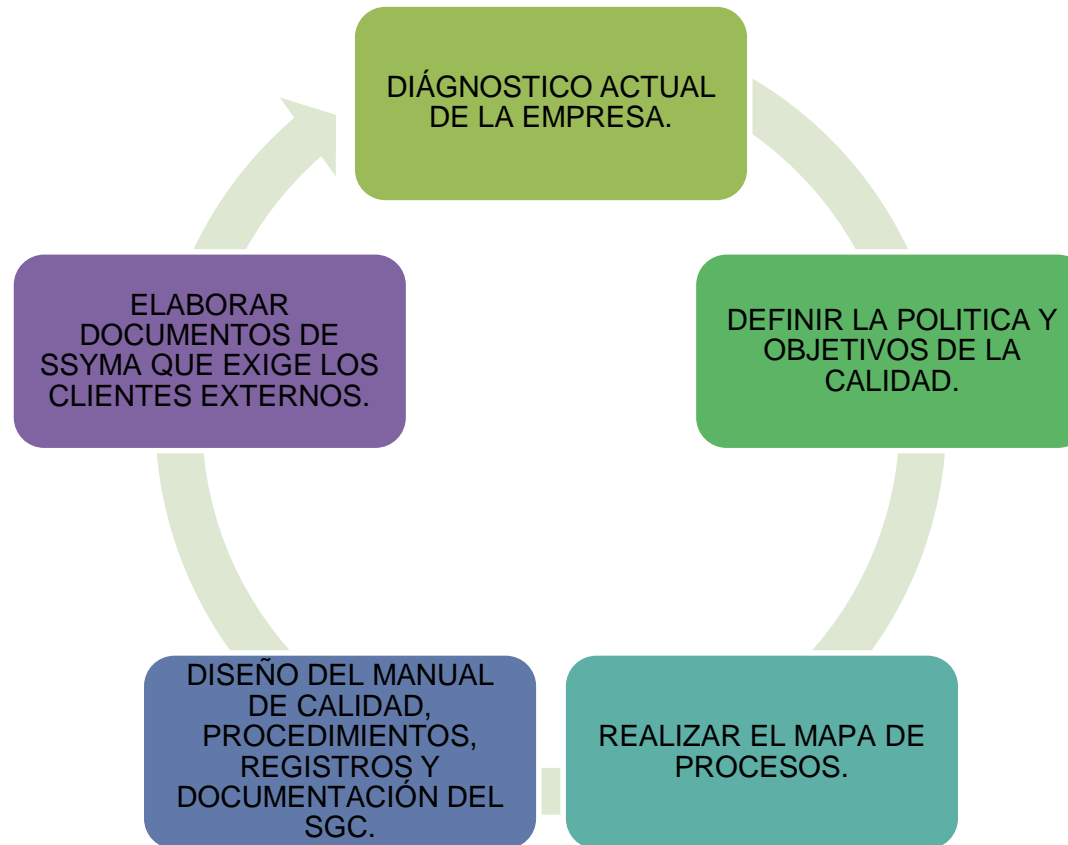 DIÁGNOSTICO ACTUAL
DE LA EMPRESA.
DEFINIR LA POLITICA Y
OBJETIVOS DE LA
CALIDAD.
REALIZAR EL MAPA DE
PROCESOS.
DISEÑO DEL MANUAL
DE CALIDAD,
PROCEDIMIENTOS,
REGISTROS Y
DOCUMENTACIÓN DEL
SGC.
ELABORAR
DOCUMENTOS DE
SSYMA QUE EXIGE LOS
CLIENTES EXTERNOS.